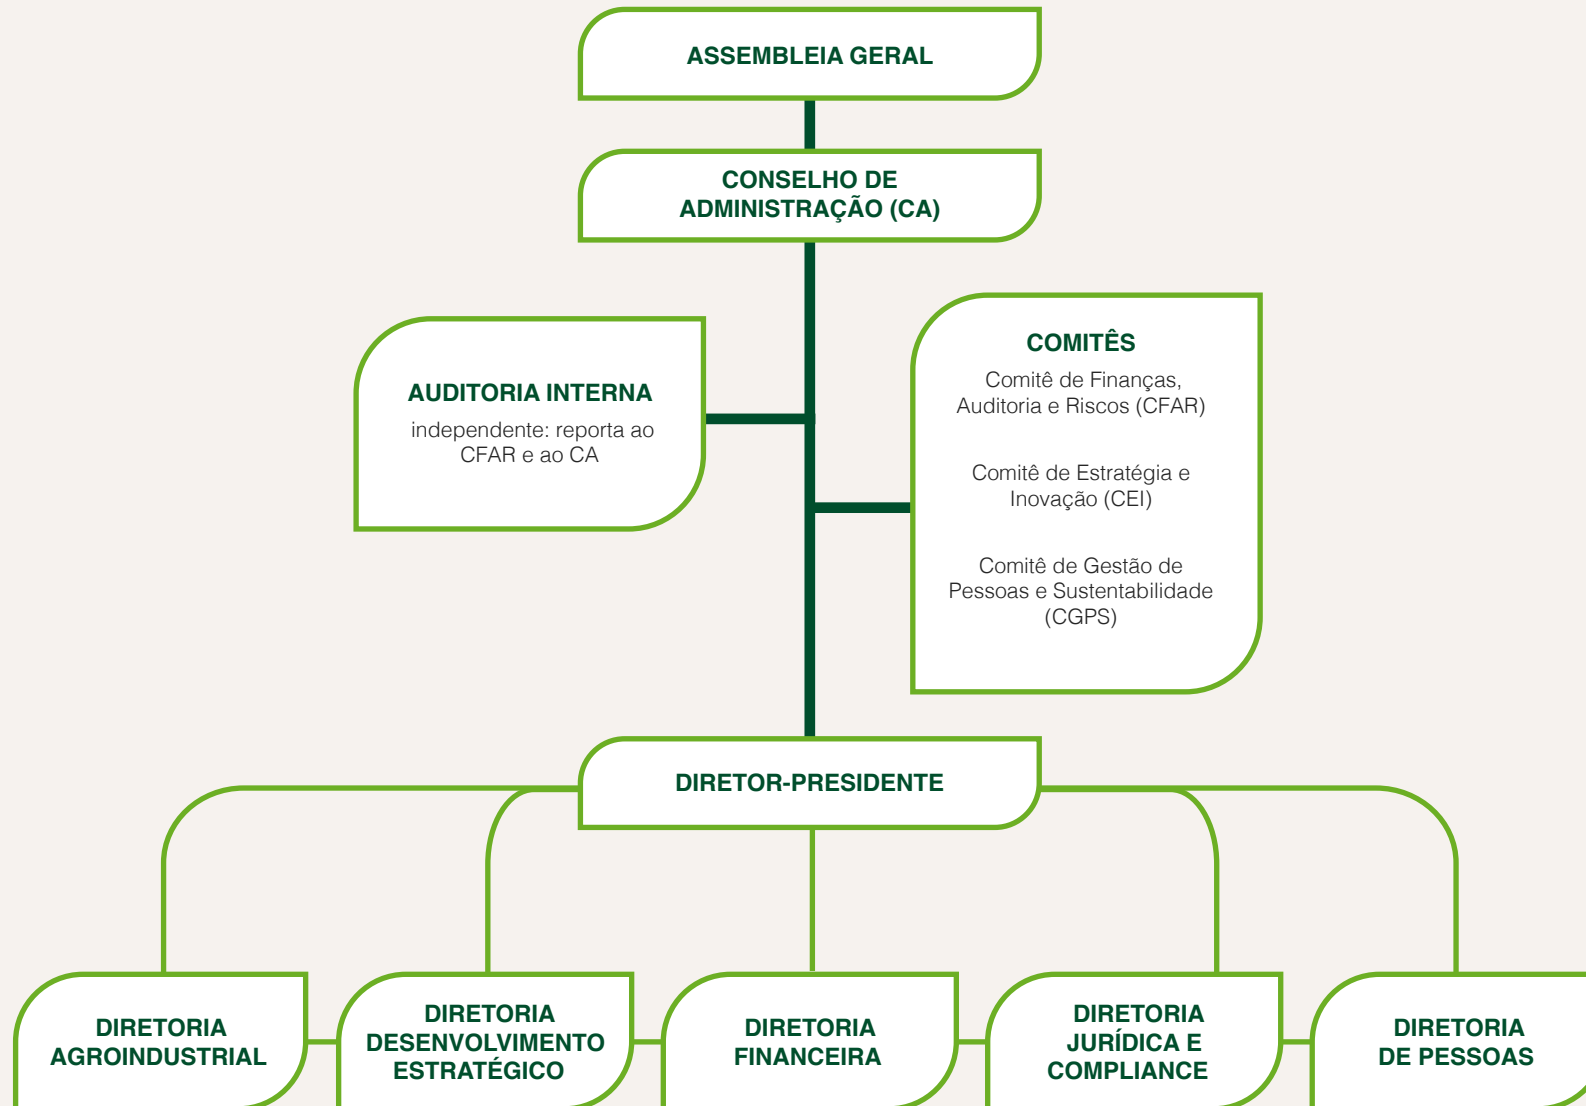 ASSEMBLEIA GERAL
CONSELHO DE
ADMINISTRAÇÃO (CA)
AUDITORIA INTERNA
independente: reporta ao
CFAR e ao CA
COMITÊS
Comitê de Finanças,
Auditoria e Riscos (CFAR)
Comitê de Estratégia e
Inovação (CEI)
Comitê de Gestão de
Pessoas e Sustentabilidade
(CGPS)
DIRETOR-PRESIDENTE
DIRETORIA
AGROINDUSTRIAL
DIRETORIA
DESENVOLVIMENTO
ESTRATÉGICO
DIRETORIA
FINANCEIRA
DIRETORIA
JURÍDICA E
COMPLIANCE
DIRETORIA
DE PESSOAS